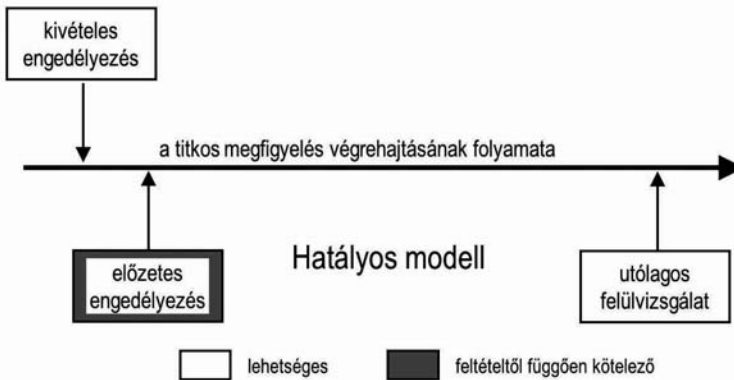 kivételes
engedélyezés
a titkos megfigyelés végrehajtásának folyamata
előzetes
engedélyezés
Hatályos modell
utólagos
felülvizsgálat
lehetséges
feltételtől függően kötelező